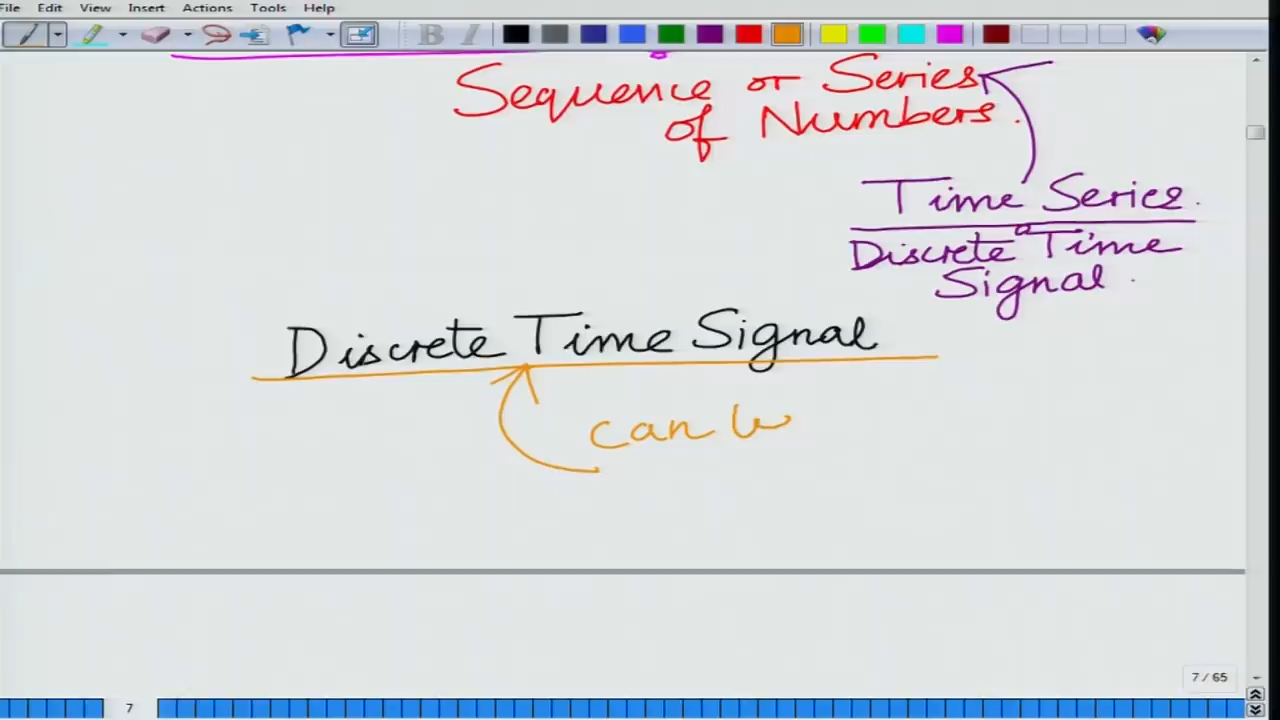 File Edit View Insert Actions Tools Help
B I
Sequence or Series
of Numbers.
Time Series.
Discrete Time
Signal.
Discrete Time Signal
can
7 / 65
7